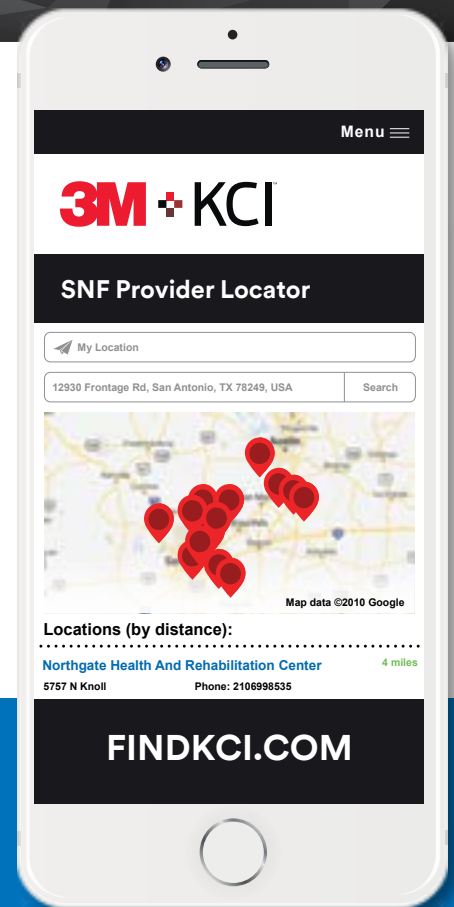 Menu
3M + KCI
SNF Provider Locator
My Location
12930 Frontage Rd, San Antonio, TX 78249, USA Search
Map data ©2010 Google
Locations (by distance):
Northgate Health And Rehabilitation Center 4 miles
5757 N Knoll Phone: 2106998535
FINDKCI.COM